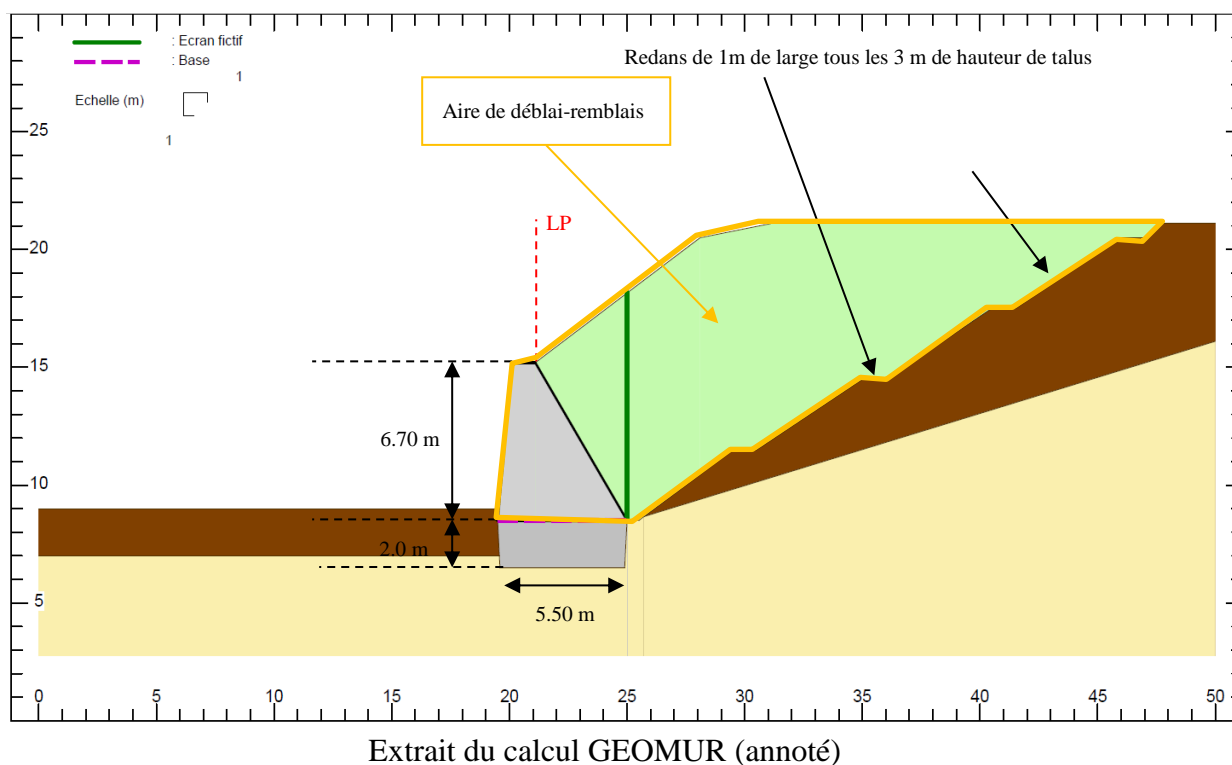 : Ecran fictif
: Base
1
Echelle (m)
1
Redans de 1m de large tous les 3 m de hauteur de talus
Aire de déblai-remblais
LP
25
20
15
10
5
6.70 m
2.0 m
5.50 m
0 5 10 15 20 25 30 35 40 45 50
Extrait du calcul GEOMUR (annoté)